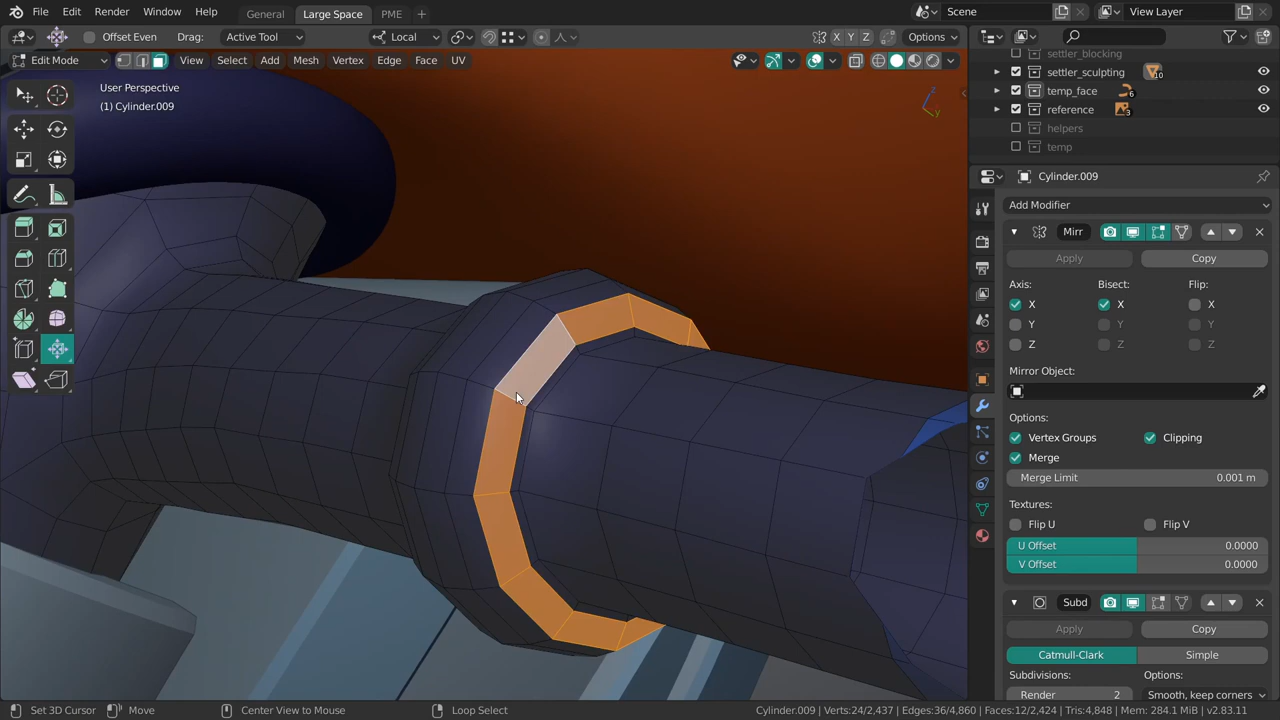 File Edit Render Window Help General Large Space PME + Scene View Layer
Offset Even Drag: Active Tool Local X Y Z Options
Edit Mode View Select Add Mesh Vertex Edge Face UV
User Perspective
(1) Cylinder.009
Z
Y
settler_blocking
settler_sculpting 10
temp_face 6
reference 3
helpers
temp
Cylinder.009
Add Modifier
Mirr
Apply Copy
Axis: Bisect: Flip:
X X X
Y Y Y
Z Z Z
Mirror Object:
Options:
Vertex Groups Clipping
Merge
Merge Limit 0.001 m
Textures:
Flip U Flip V
U Offset 0.0000
V Offset 0.0000
Subd
Apply Copy
Catmull-Clark Simple
Subdivisions: Options:
Render 2 Smooth, keep corners
Set 3D Cursor Move Center View to Mouse Loop Select Cylinder.009 | Verts:24/2,437 | Edges:36/4,860 | Faces:12/2,424 | Tris:4,848 | Mem: 284.1 MiB | v2.83.11